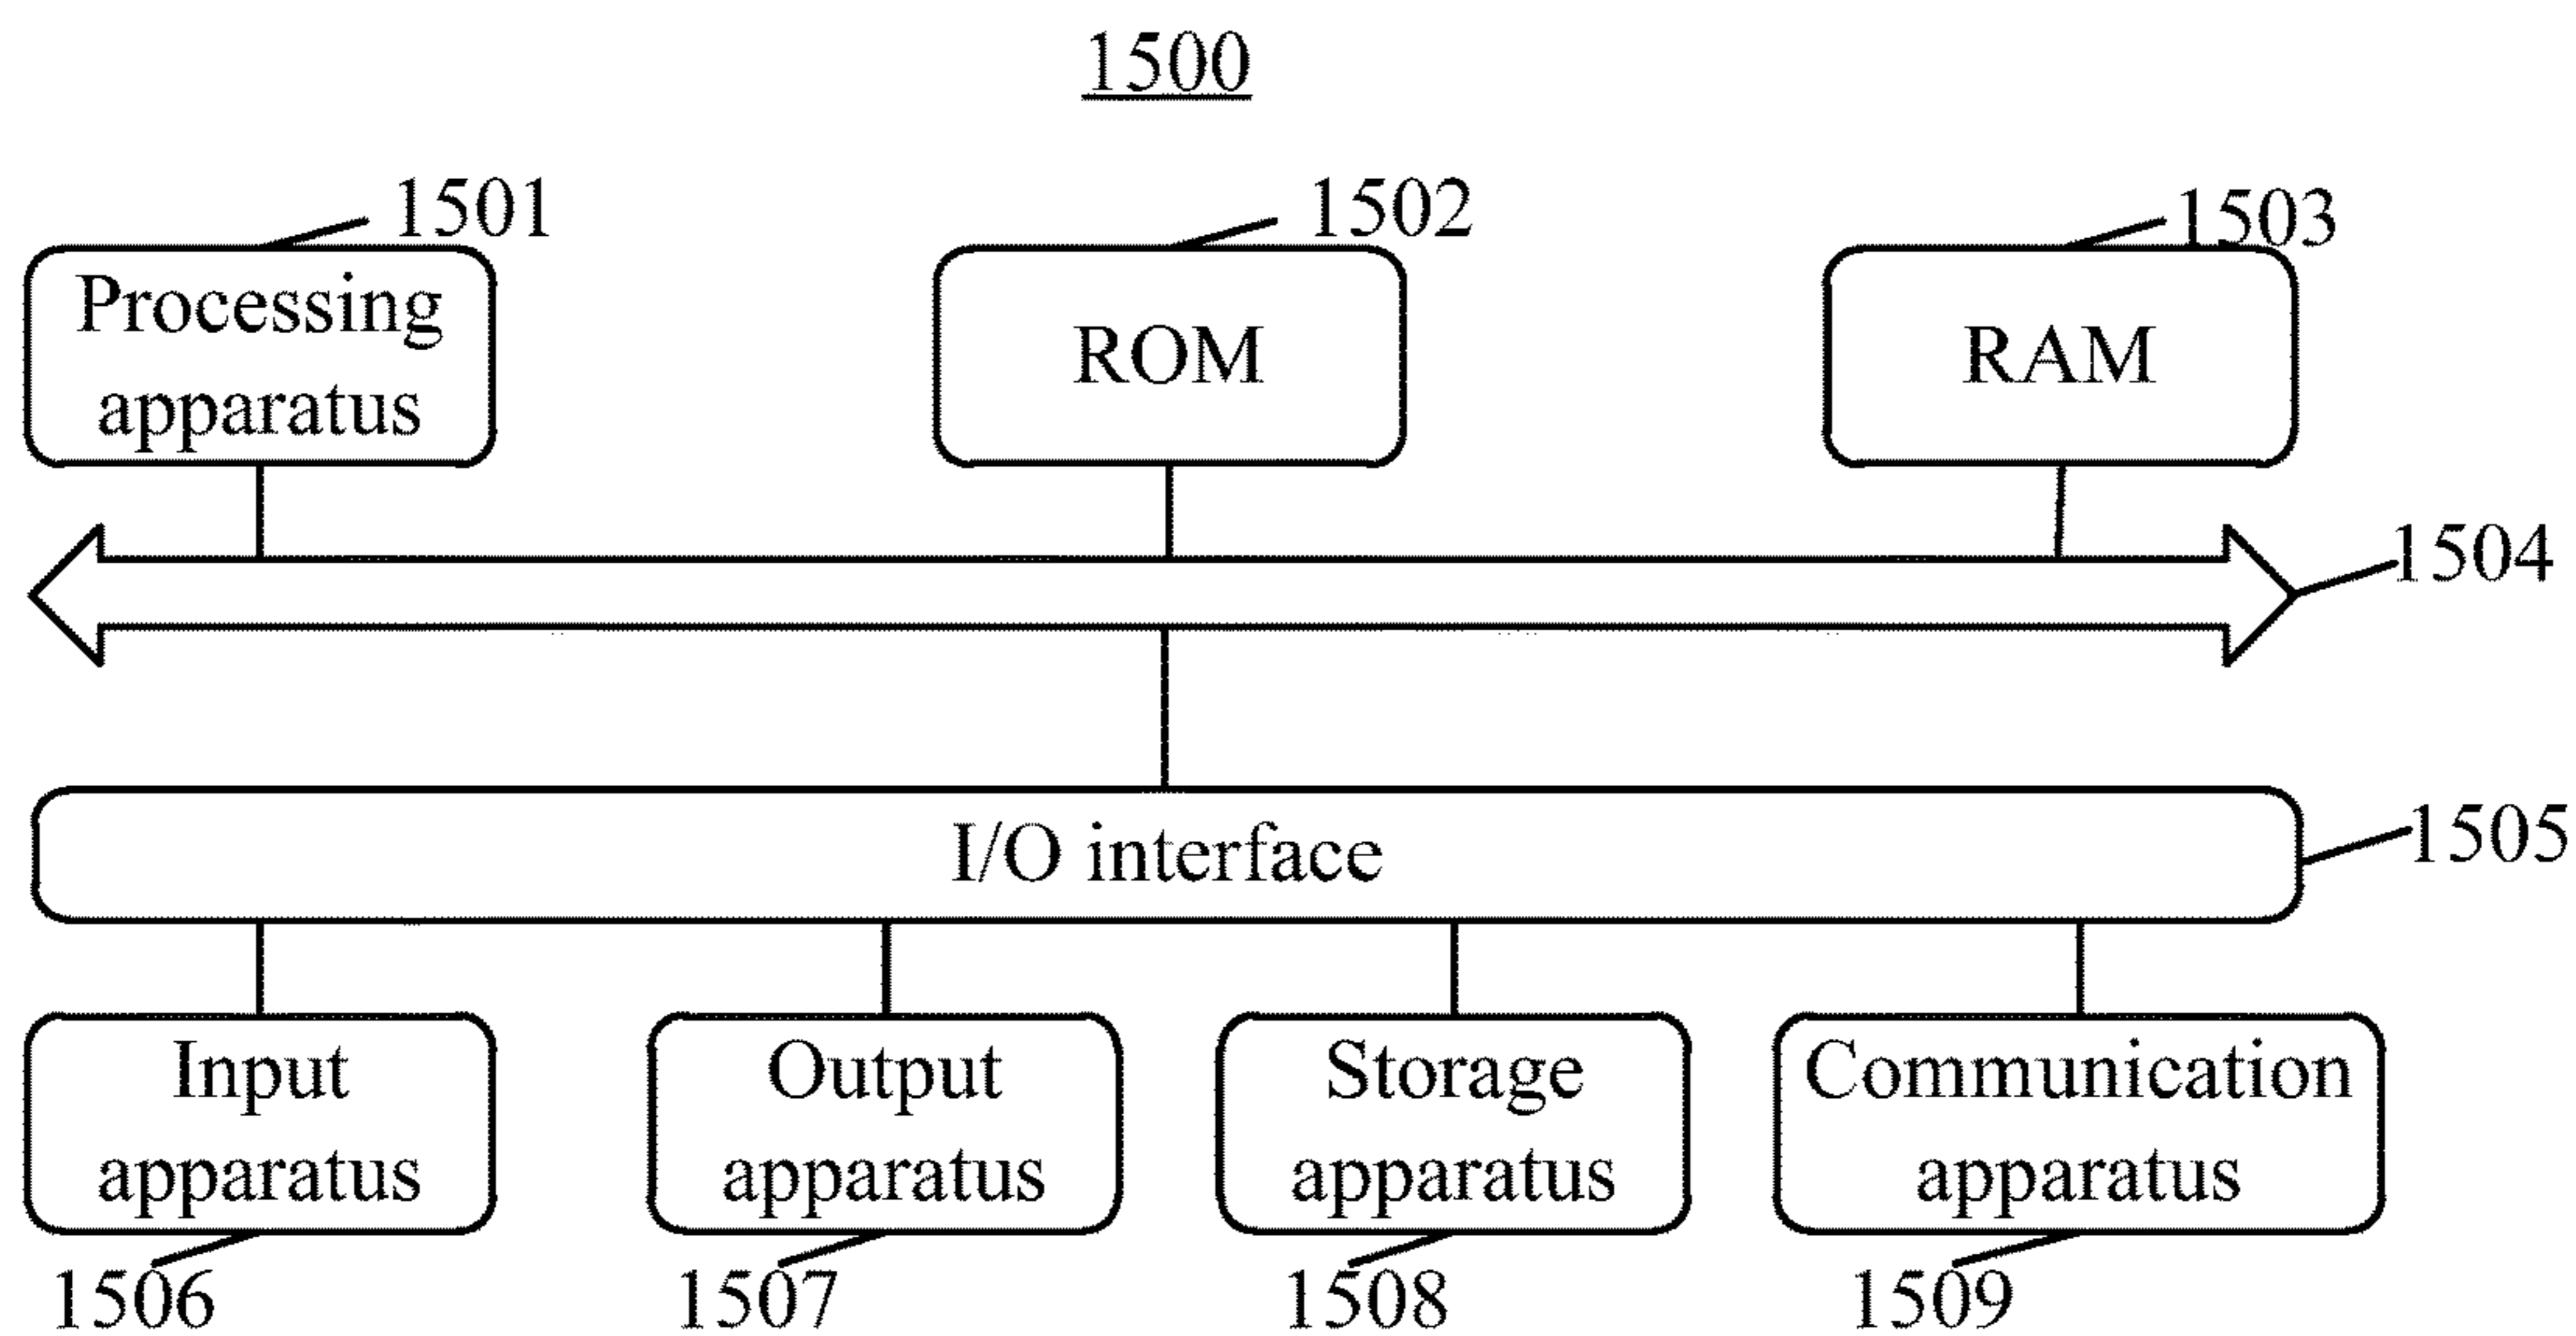 1500
1501
1502
1503
Processing
apparatus
ROM
RAM
1504
I/O interface
1505
Input
apparatus
Output
apparatus
Storage
apparatus
Communication
apparatus
1506
1507
1508
1509